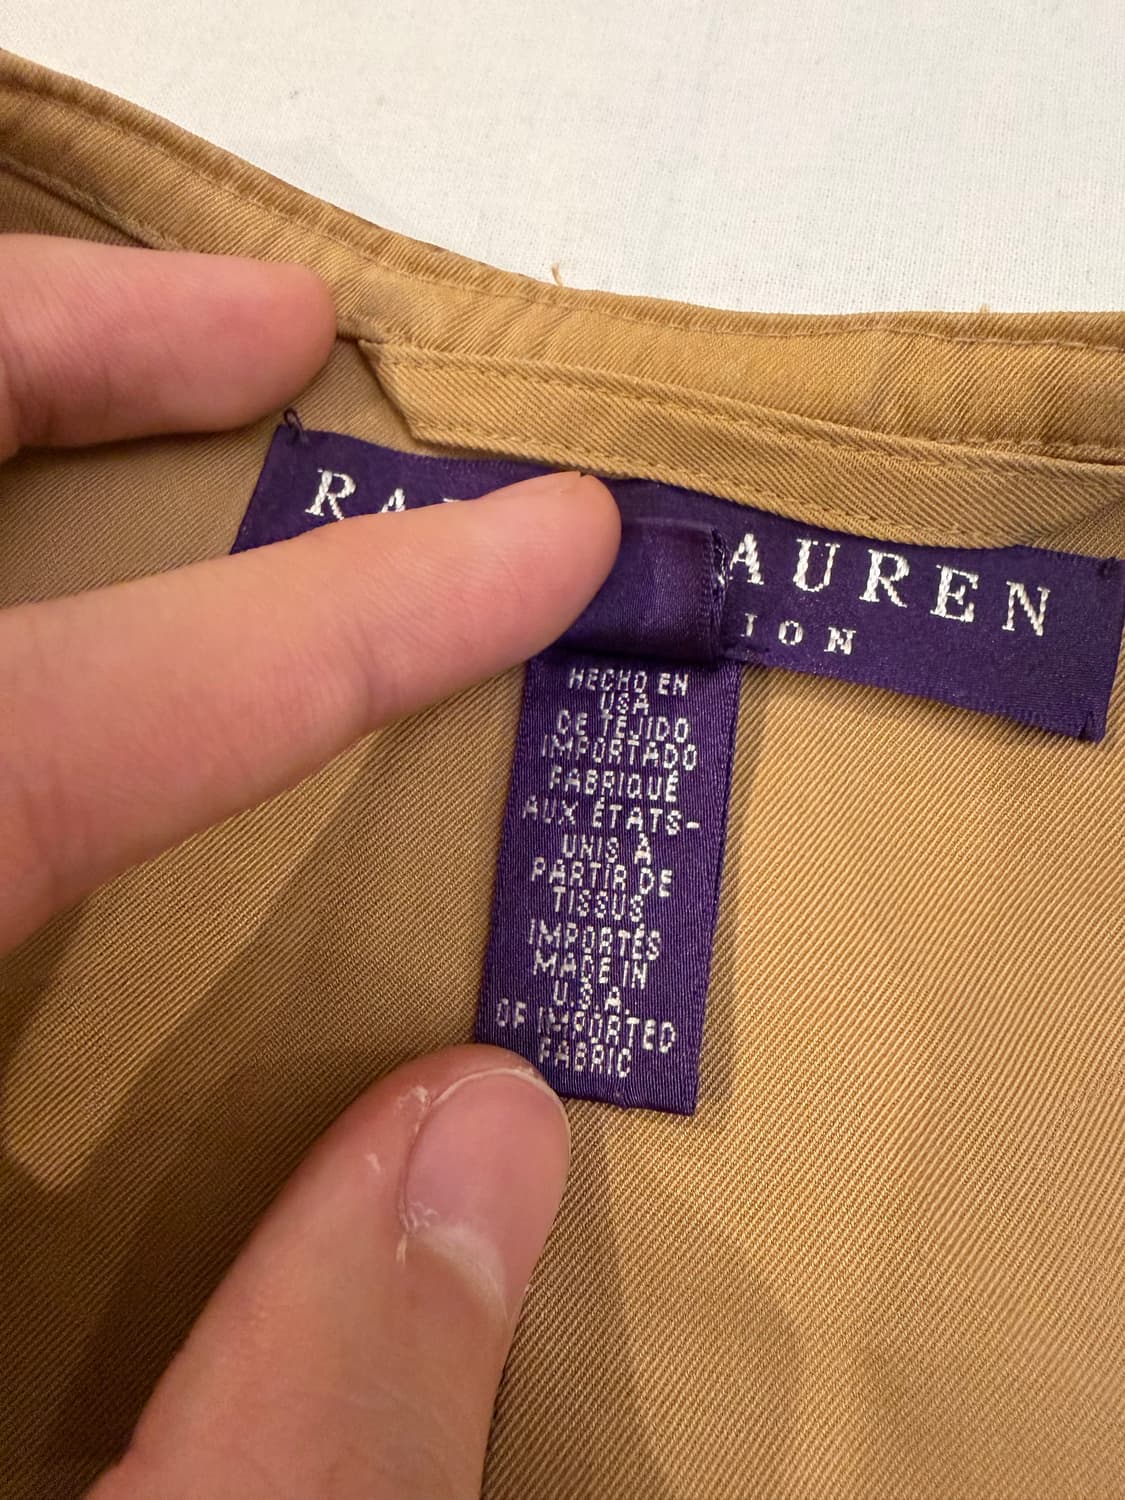 RA AUREN
ION
HECHO EN
USA
DE TEJIDO
IMPORTADO
FABRIQUÉ
AUX ÉTATS-
UNIS À
PARTIR DE
TISSUS
IMPORTÉS
MADE IN
U.S.A.
OF IMPORTED
FABRIC